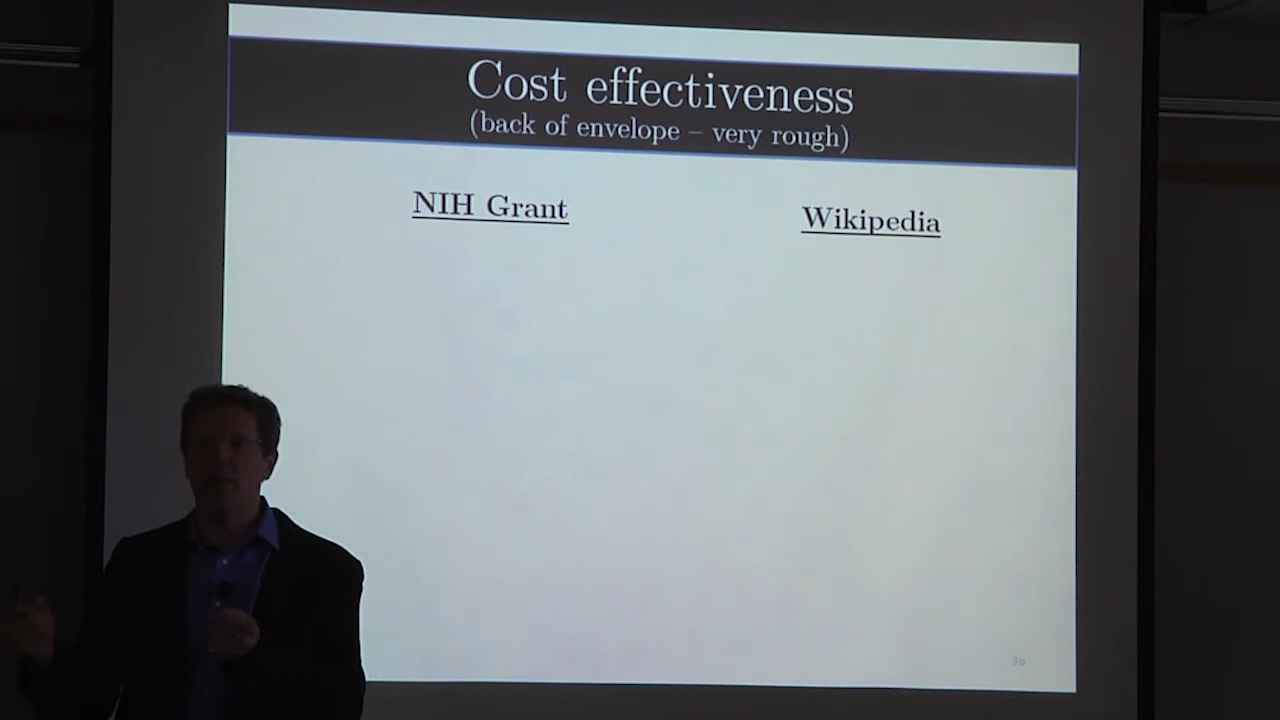 Cost effectiveness
(back of envelope – very rough)
NIH Grant
Wikipedia